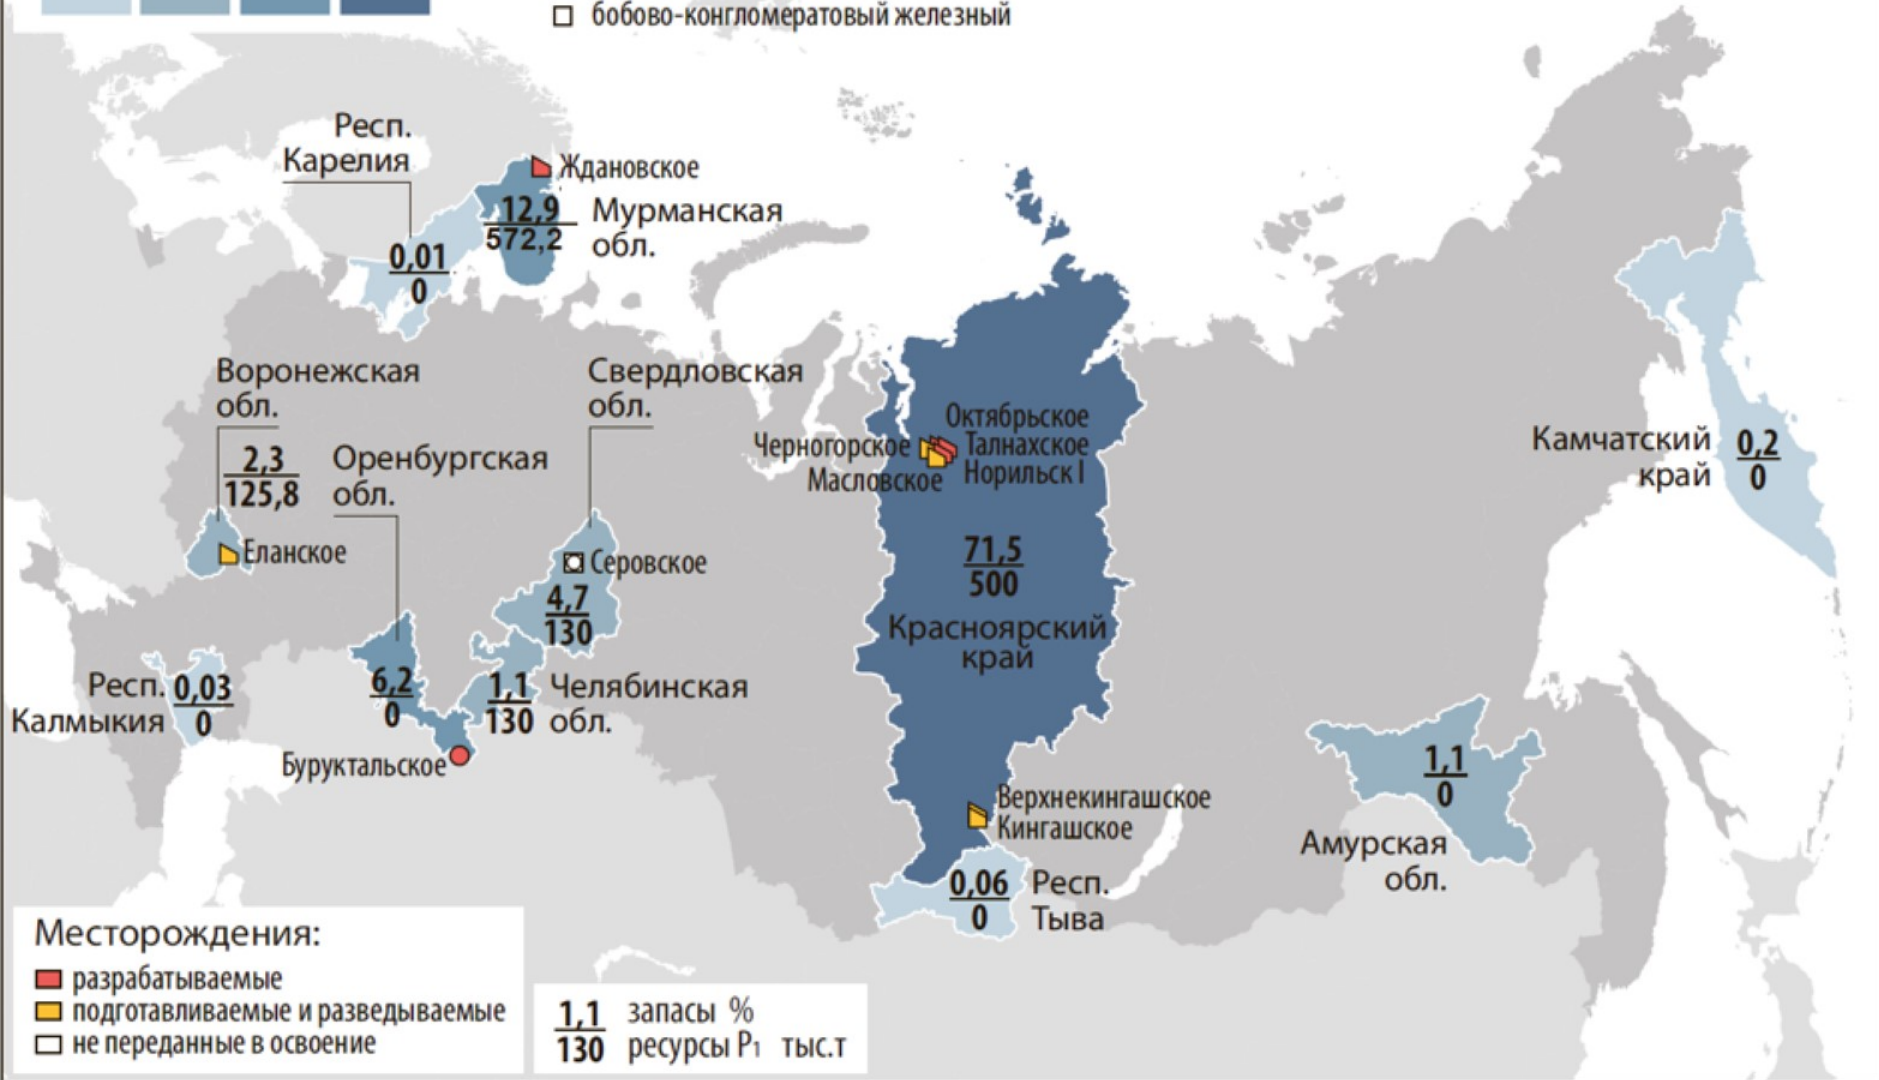 бобово-конгломератовый железный
Респ.
Карелия
0,01
0
Ждановское
12,9
572,2
Мурманская
обл.
Воронежская
обл.
2,3
125,8
Еланское
Оренбургская
обл.
6,2
0
Буруктальское
Свердловская
обл.
Серовское
4,7
130
1,1
130
Челябинская
обл.
Респ.
Калмыкия
0,03
0
Октябрьское
Черногорское
Талнахское
Масловское
Норильск I
71,5
500
Красноярский
край
Верхнекингашское
Кингашское
0,06
0
Респ.
Тыва
Камчатский
край
0,2
0
1,1
0
Амурская
обл.
Месторождения:
разрабатываемые
подготавливаемые и разведываемые
не переданные в освоение
1,1 запасы %
130 ресурсы P₁ тыс.т